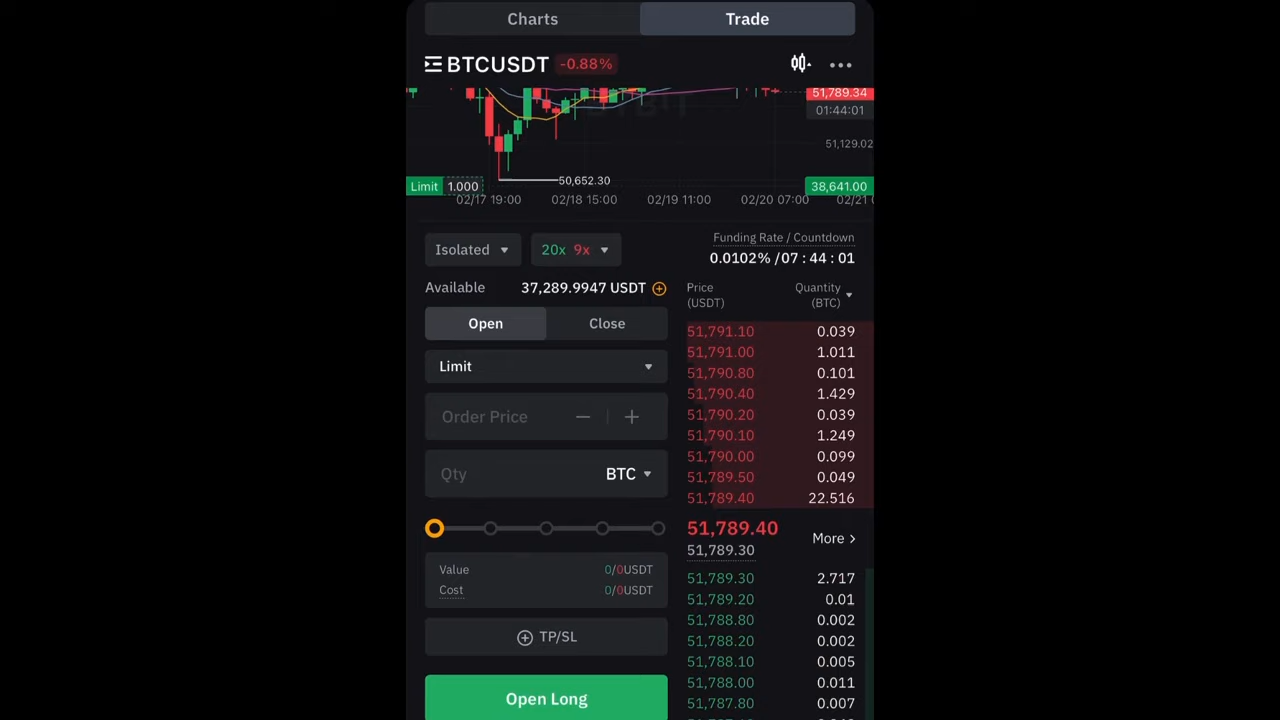 Charts Trade
BTCUSDT -0.88%
51,789.34
01:44:01
51,129.02
50,652.30
Limit 1.000 38,641.00
02/17 19:00 02/18 15:00 02/19 11:00 02/20 07:00 02/21 0
Isolated 20x 9x
Funding Rate / Countdown
0.0102% /07 : 44 : 01
Available 37,289.9947 USDT
Open Close
Limit
Order Price
Qty BTC
Value 0/0USDT
Cost 0/0USDT
TP/SL
Open Long
Price (USDT) Quantity (BTC)
51,791.10 0.039
51,791.00 1.011
51,790.80 0.101
51,790.40 1.429
51,790.20 0.039
51,790.10 1.249
51,790.00 0.099
51,789.50 0.049
51,789.40 22.516
51,789.40
51,789.30
More >
51,789.30 2.717
51,789.20 0.01
51,788.80 0.002
51,788.20 0.002
51,788.10 0.005
51,788.00 0.011
51,787.80 0.007